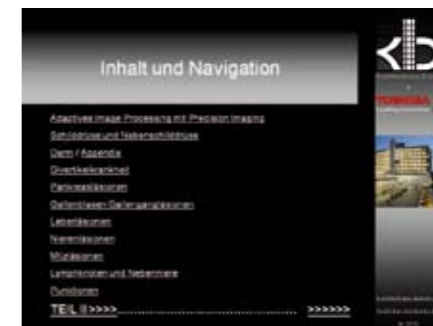 Inhalt und Navigation
Adaptives Image Processing mit Precision Imaging
Schilddrüse und Nebenschilddrüse
Darm / Appendix
Divertikelkrankheit
Pankreasläsionen
Gallenblasen Gallengangläsionen
Leberläsionen
Nierenläsionen
Milzläsionen
Lymphknoten und Nebenniere
Punktionen
TEIL II >>>>.............................................. >>>>>>
TOSHIBA